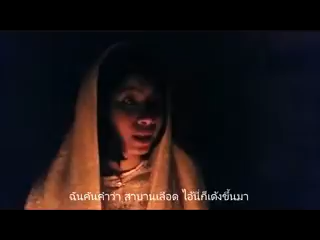 ฉันค้นคำว่า สาบานเลือด ไอ้นี่ก็เด้งขึ้นมา